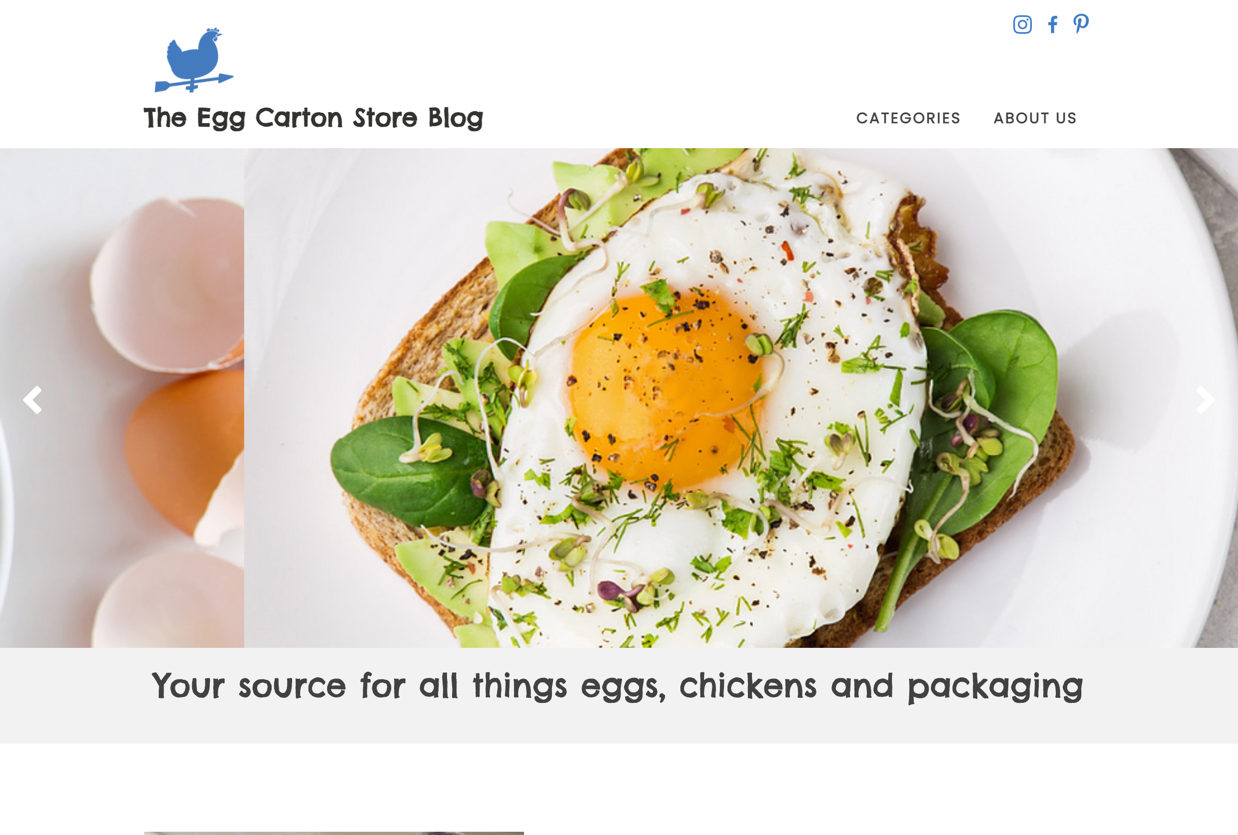 The Egg Carton Store Blog
CATEGORIES ABOUT US
Your source for all things eggs, chickens and packaging